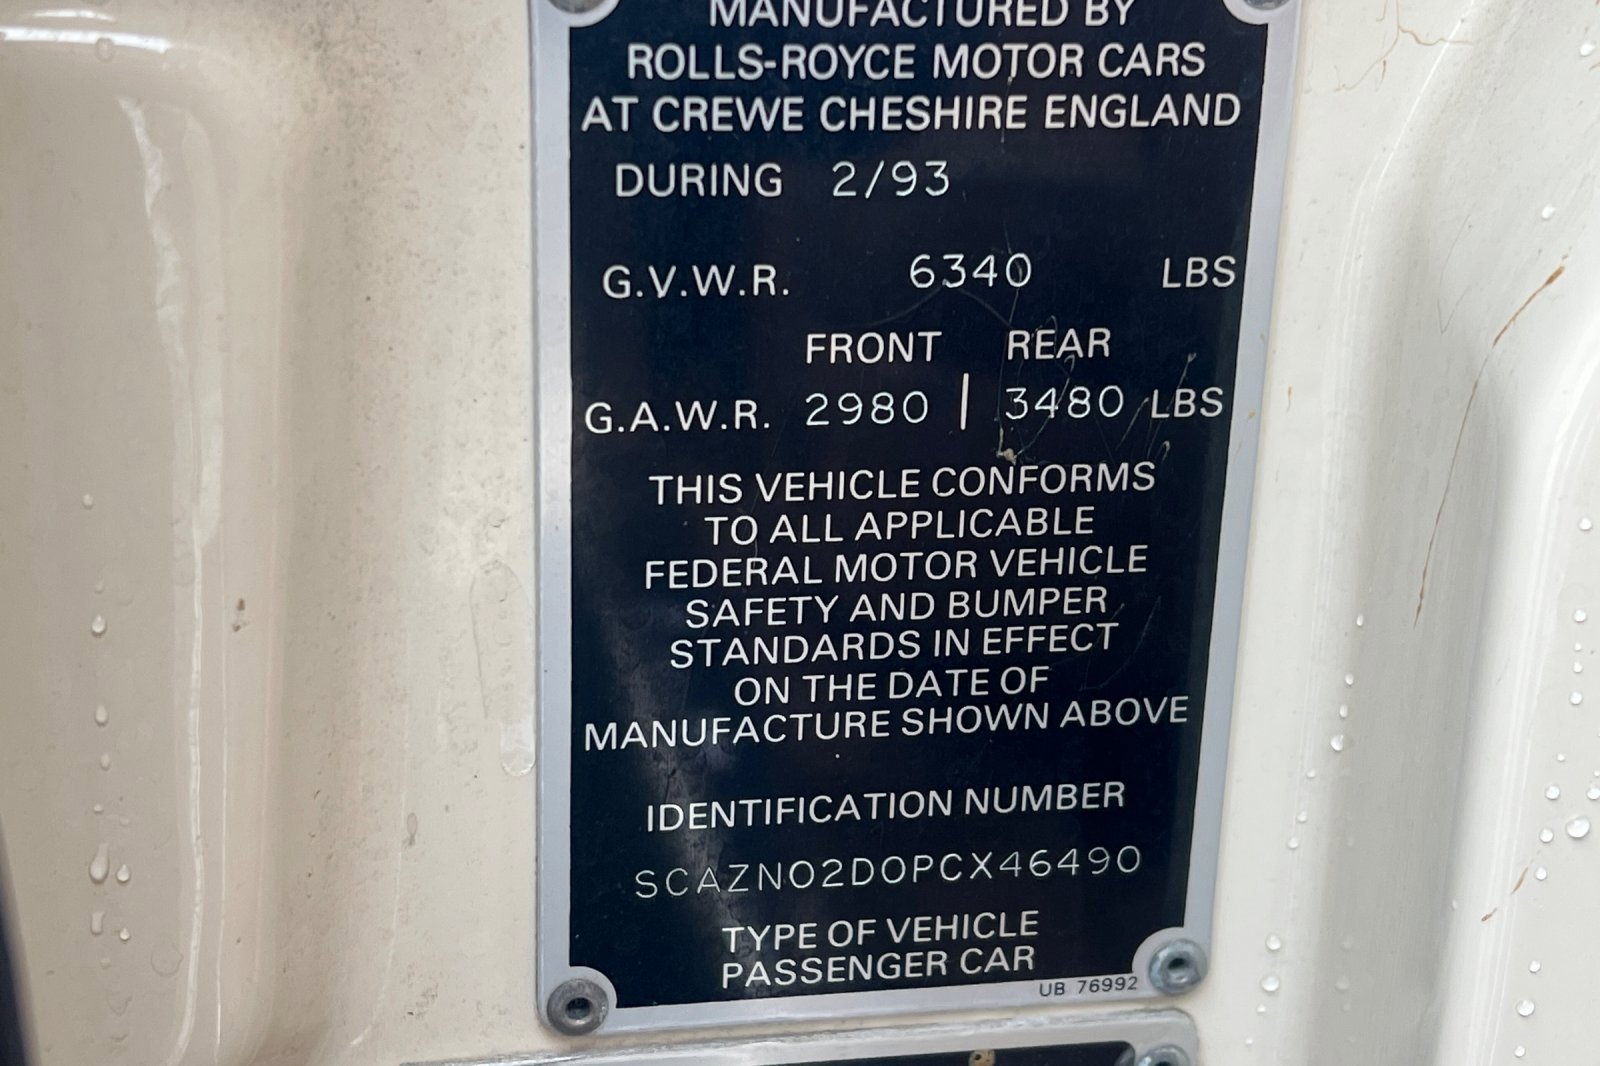 MANUFACTURED BY
ROLLS-ROYCE MOTOR CARS
AT CREWE CHESHIRE ENGLAND
DURING 2/93
G.V.W.R. 6340 LBS
FRONT REAR
G.A.W.R. 2980 | 3480 LBS
THIS VEHICLE CONFORMS
TO ALL APPLICABLE
FEDERAL MOTOR VEHICLE
SAFETY AND BUMPER
STANDARDS IN EFFECT
ON THE DATE OF
MANUFACTURE SHOWN ABOVE
IDENTIFICATION NUMBER
SCAZN02D0PCX46490
TYPE OF VEHICLE
PASSENGER CAR
UB 76992